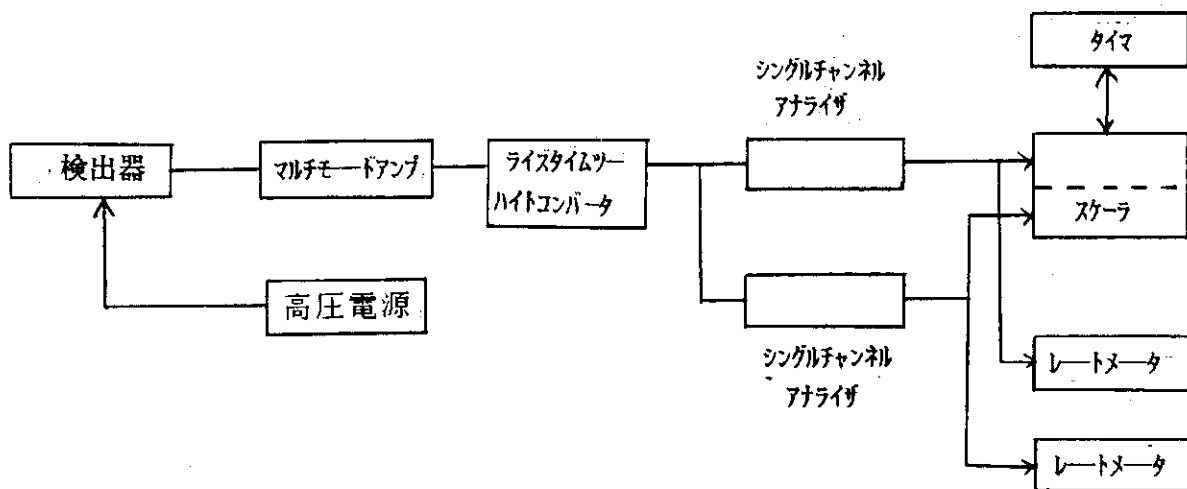 タイマ
シングルチャンネル
アナライザ
検出器
マルチモードアンプ
ライズタイムツー
ハイトコンバータ
スケーラ
高圧電源
シングルチャンネル
アナライザ
レートメータ
レートメータ